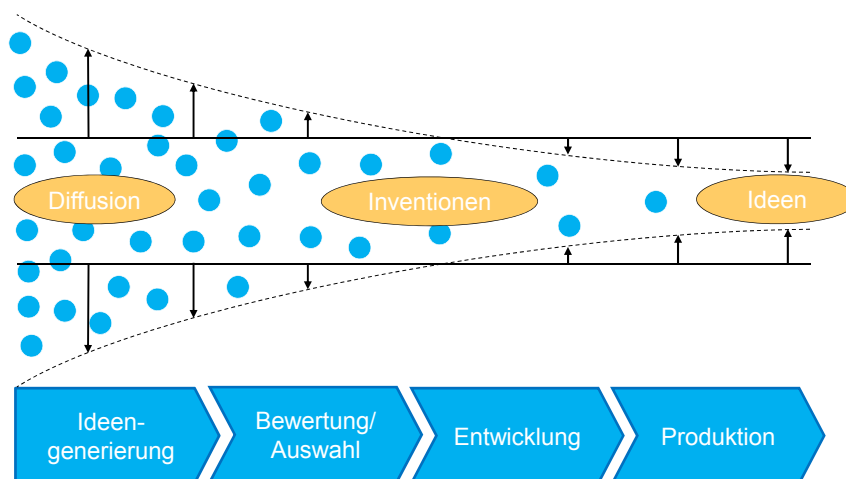 Diffusion
Inventionen
Ideen
Ideen-
generierung
Bewertung/
Auswahl
Entwicklung
Produktion